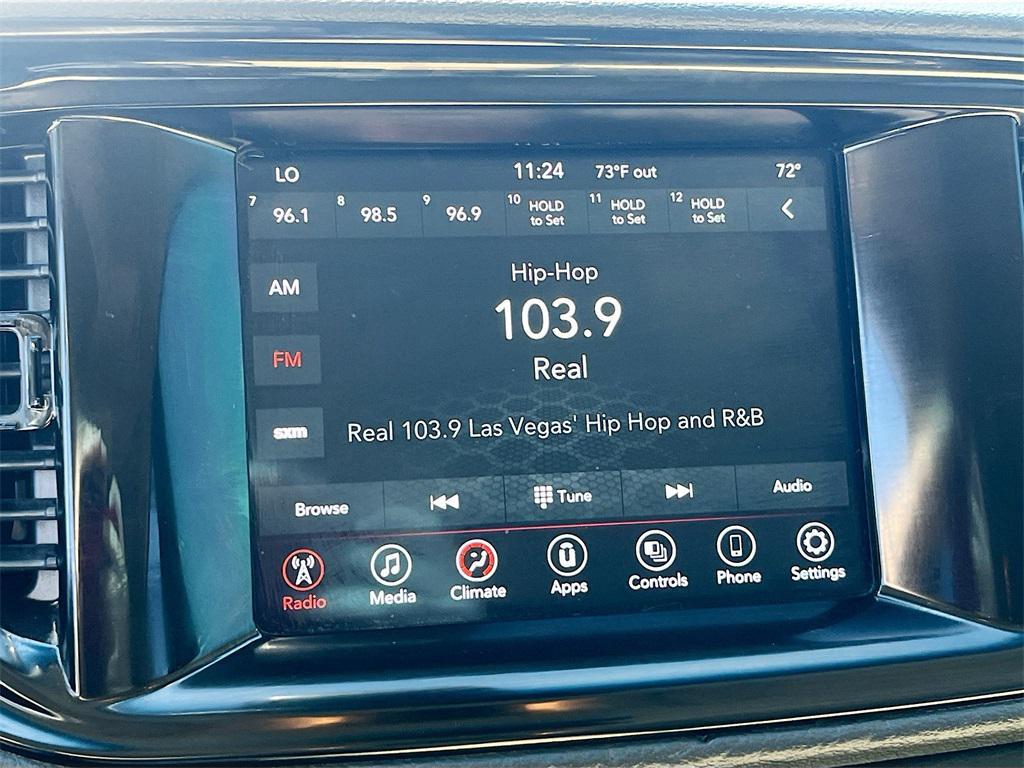 LO 11:24 73°F out 72°
7 96.1 8 98.5 9 96.9 10 HOLD to Set 11 HOLD to Set 12 HOLD to Set
Hip-Hop
AM
103.9
FM
Real
sxm
Real 103.9 Las Vegas' Hip Hop and R&B
Browse Tune Audio
Radio Media Climate Apps Controls Phone Settings